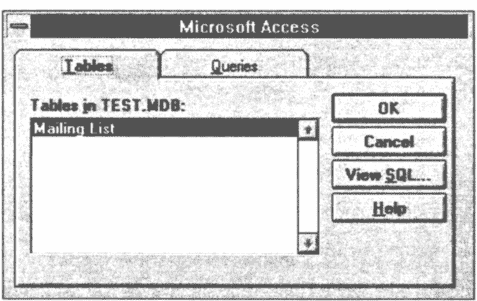 Microsoft Access
Tables
Queries
Tables in TEST.MDB:
Mailing List
OK
Cancel
View SQL...
Help